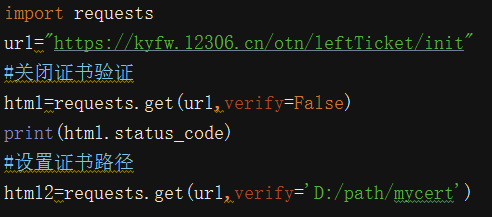 import requests
url="https://kyfw.12306.cn/otn/leftTicket/init"
#关闭证书验证
html=requests.get(url,verify=False)
print(html.status_code)
#设置证书路径
html2=requests.get(url,verify='D:/path/mycert')